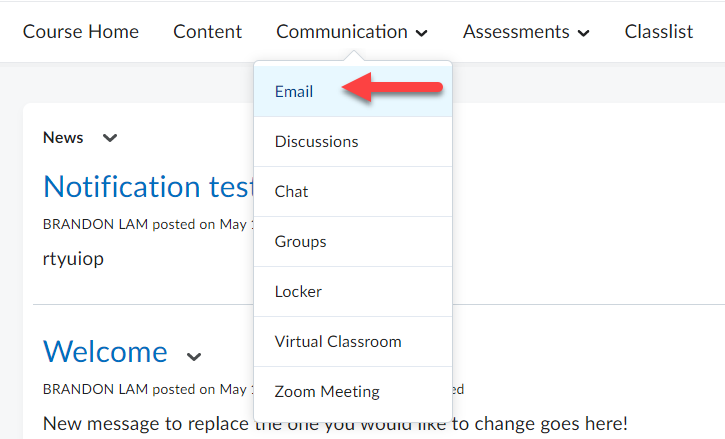 Course Home Content Communication Assessments Classlist
Email
Discussions
Chat
Groups
Locker
Virtual Classroom
Zoom Meeting
News
Notification test
BRANDON LAM posted on May
rtyuiop
Welcome
BRANDON LAM posted on May
New message to replace the one you would like to change goes here!